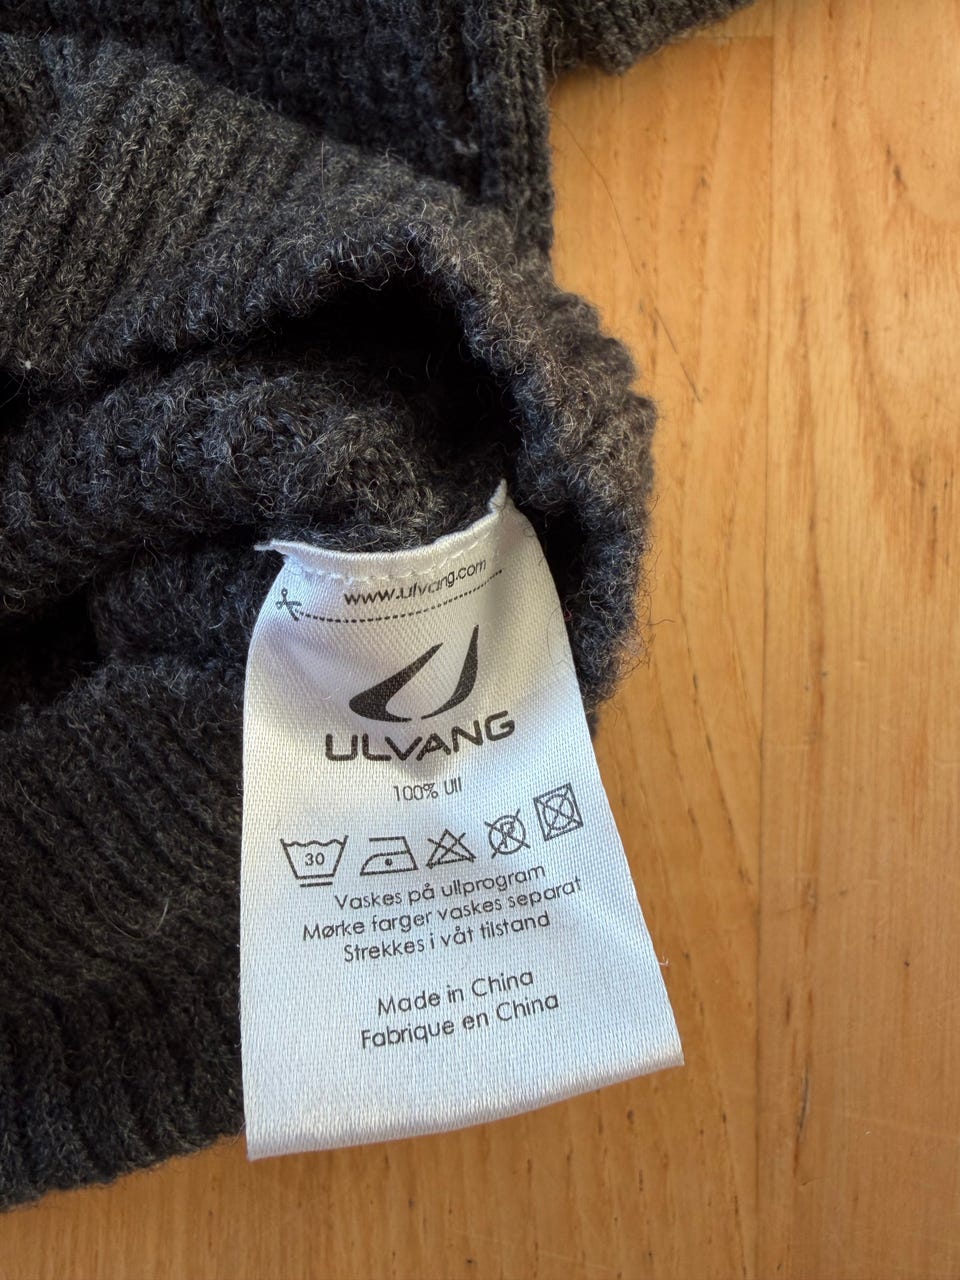 www.ulvang.com
ULVANG
100% Ull
30
P
Vaskes på ullprogram
Mørke farger vaskes separat
Strekkes i våt tilstand
Made in China
Fabrique en China